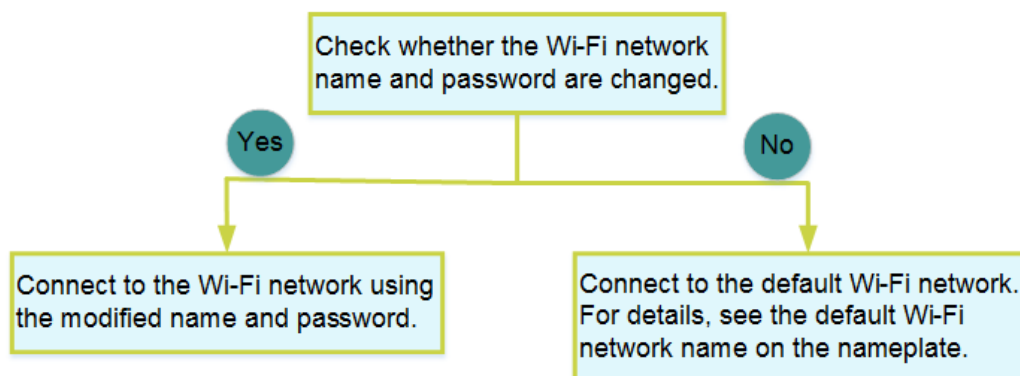 Check whether the Wi-Fi network
name and password are changed.
Yes
No
Connect to the Wi-Fi network using
the modified name and password.
Connect to the default Wi-Fi network.
For details, see the default Wi-Fi
network name on the nameplate.